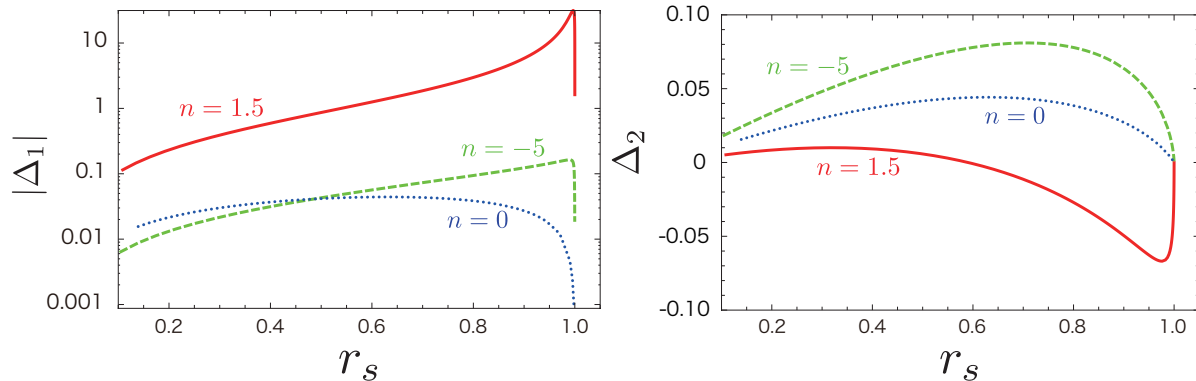 10
1
0.1
0.01
0.001
|Δ₁|
n = 1.5
n = −5
n = 0
0.2 0.4 0.6 0.8 1.0
r_s
0.10
0.05
0
-0.05
-0.10
Δ₂
n = −5
n = 0
n = 1.5
0.2 0.4 0.6 0.8 1.0
r_s